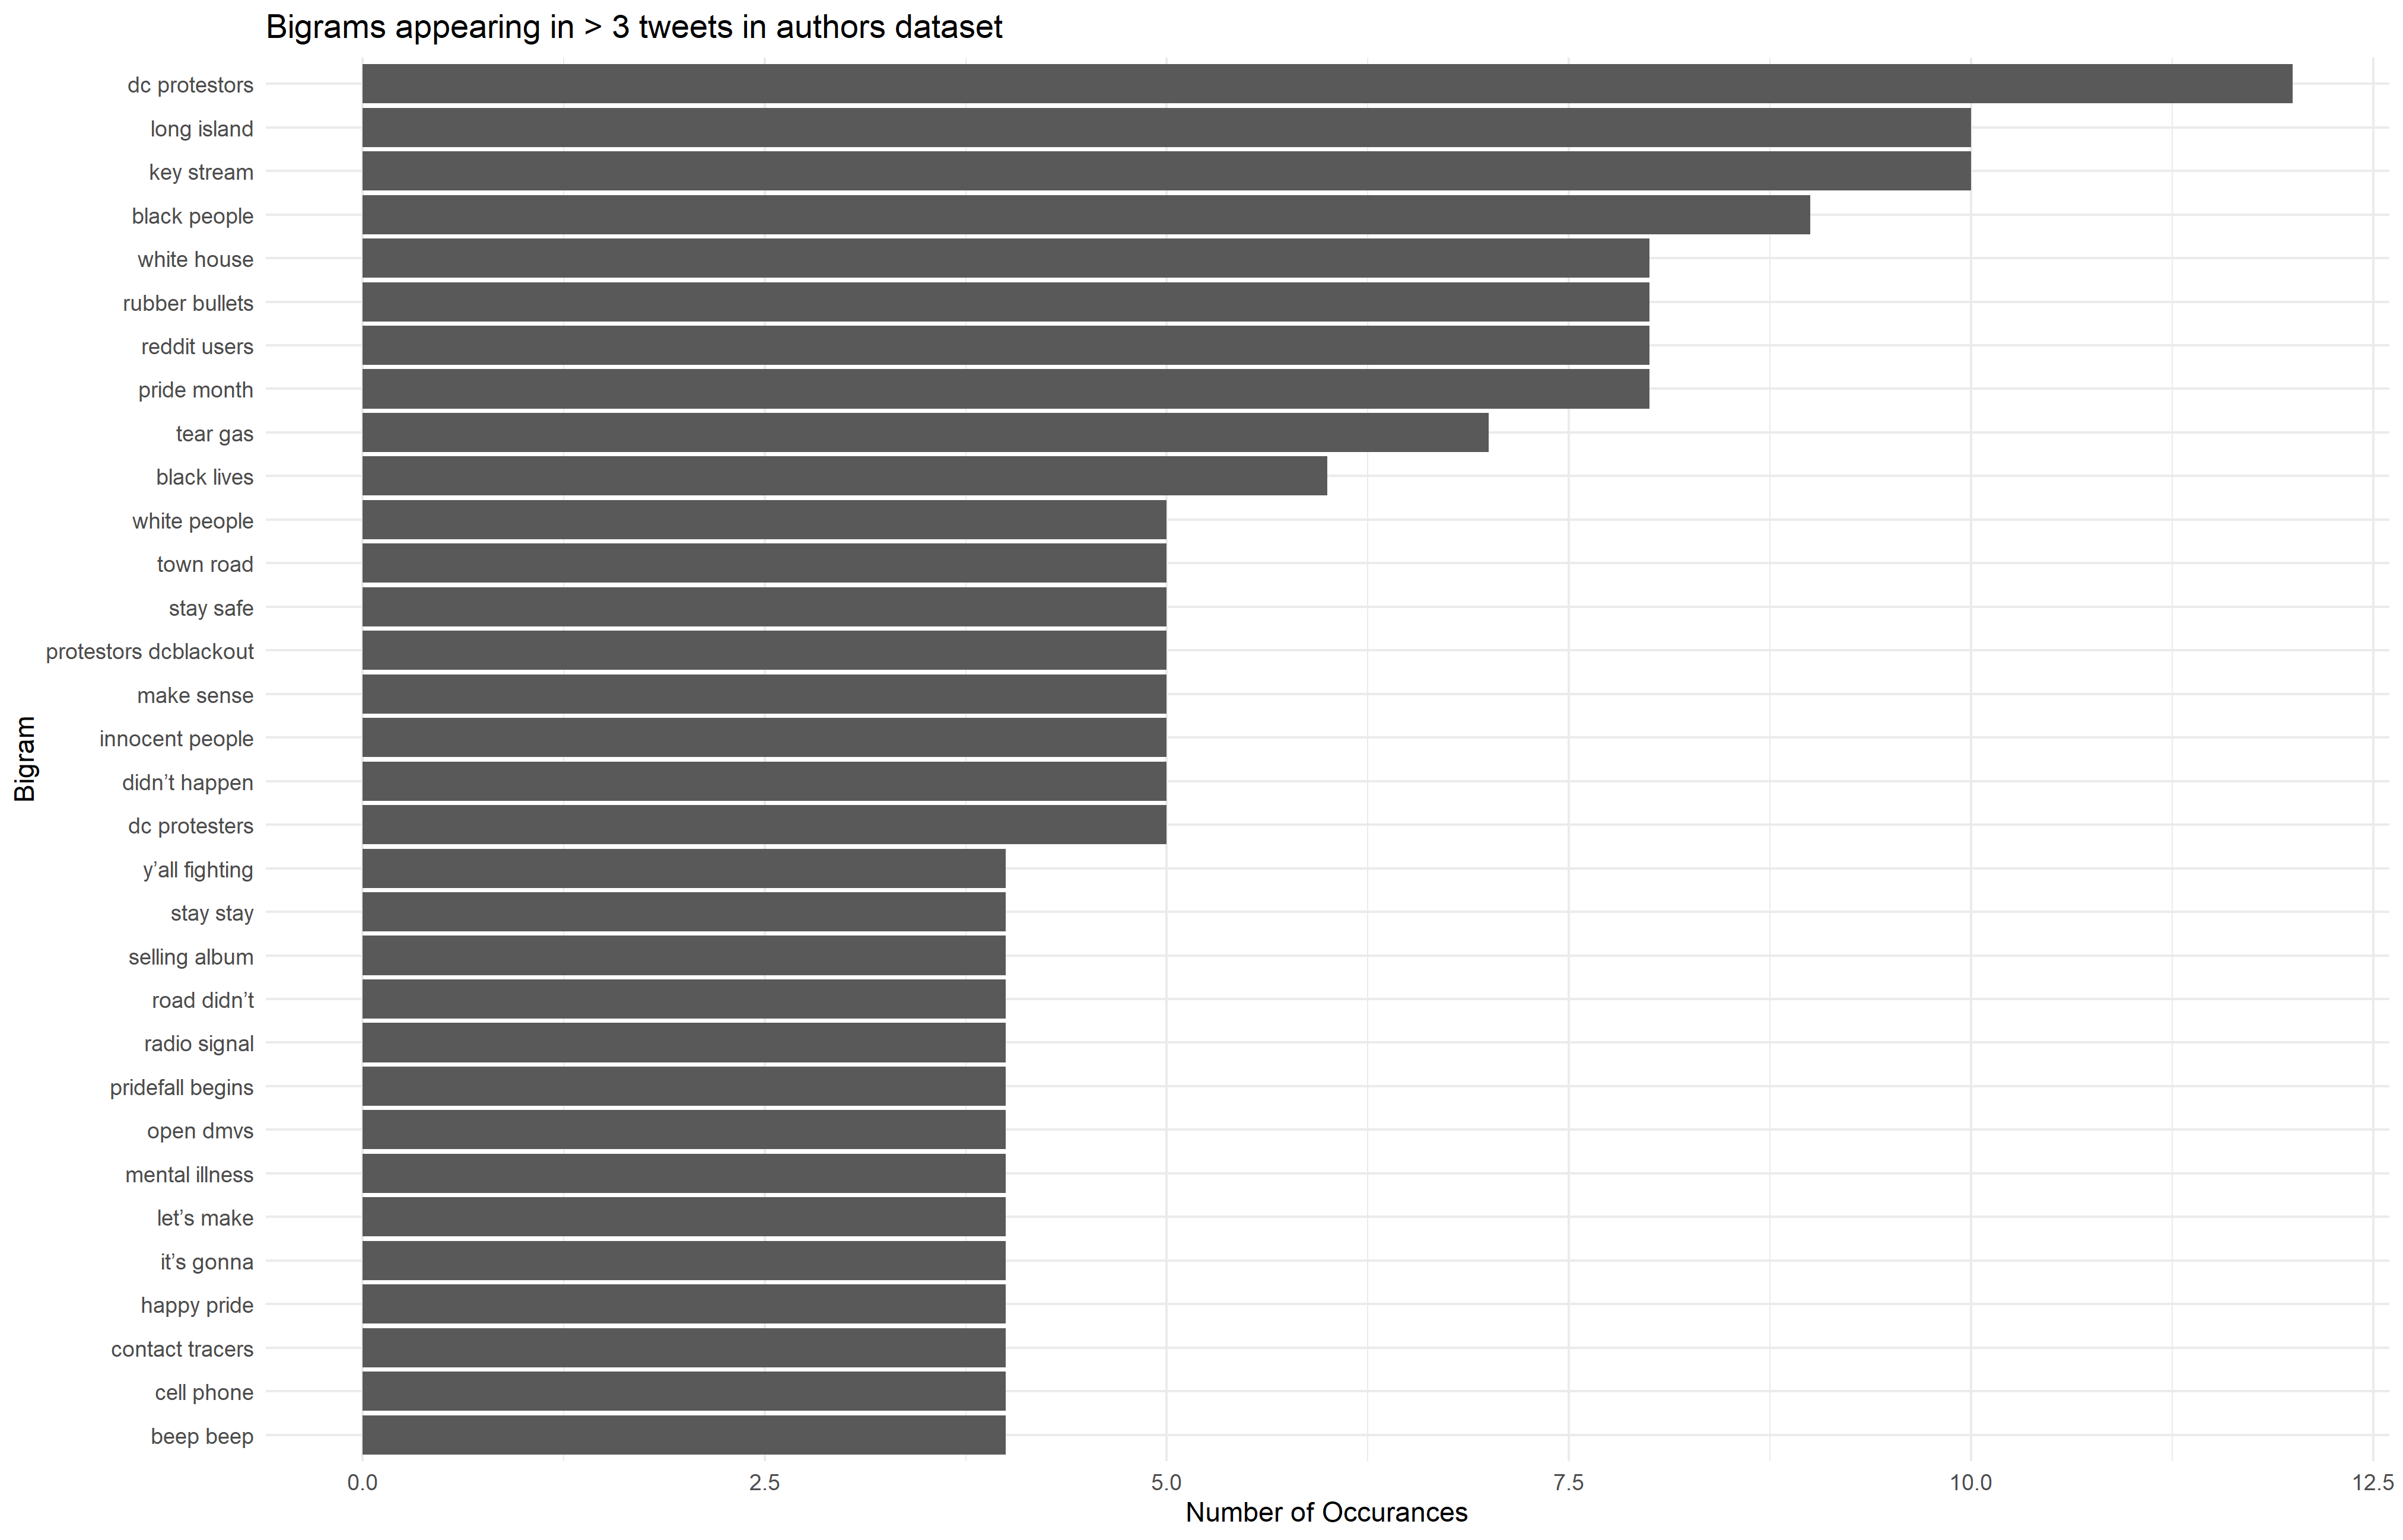 Bigrams appearing in > 3 tweets in authors dataset
dc protestors
long island
key stream
black people
white house
rubber bullets
reddit users
pride month
tear gas
black lives
white people
town road
stay safe
protestors dcblackout
make sense
innocent people
didn’t happen
dc protesters
y’all fighting
stay stay
selling album
road didn’t
radio signal
pridefall begins
open dmvs
mental illness
let’s make
it’s gonna
happy pride
contact tracers
cell phone
beep beep
Bigram
0.0 2.5 5.0 7.5 10.0 12.5
Number of Occurances